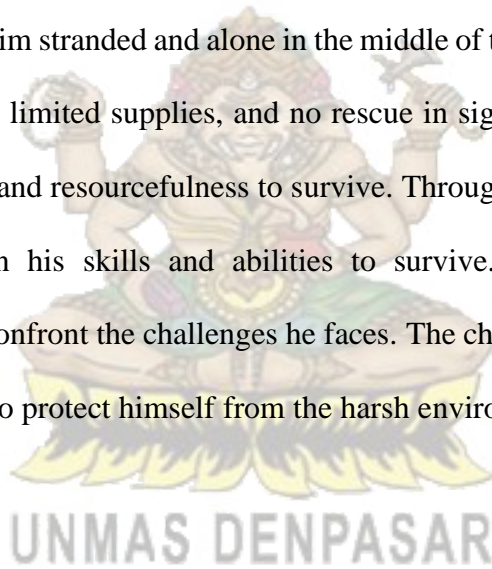 im stranded and alone in the middle of t
limited supplies, and no rescue in sig
and resourcefulness to survive. Throug
his skills and abilities to survive.
onfront the challenges he faces. The ch
o protect himself from the harsh enviro
UNMAS DENPASAR